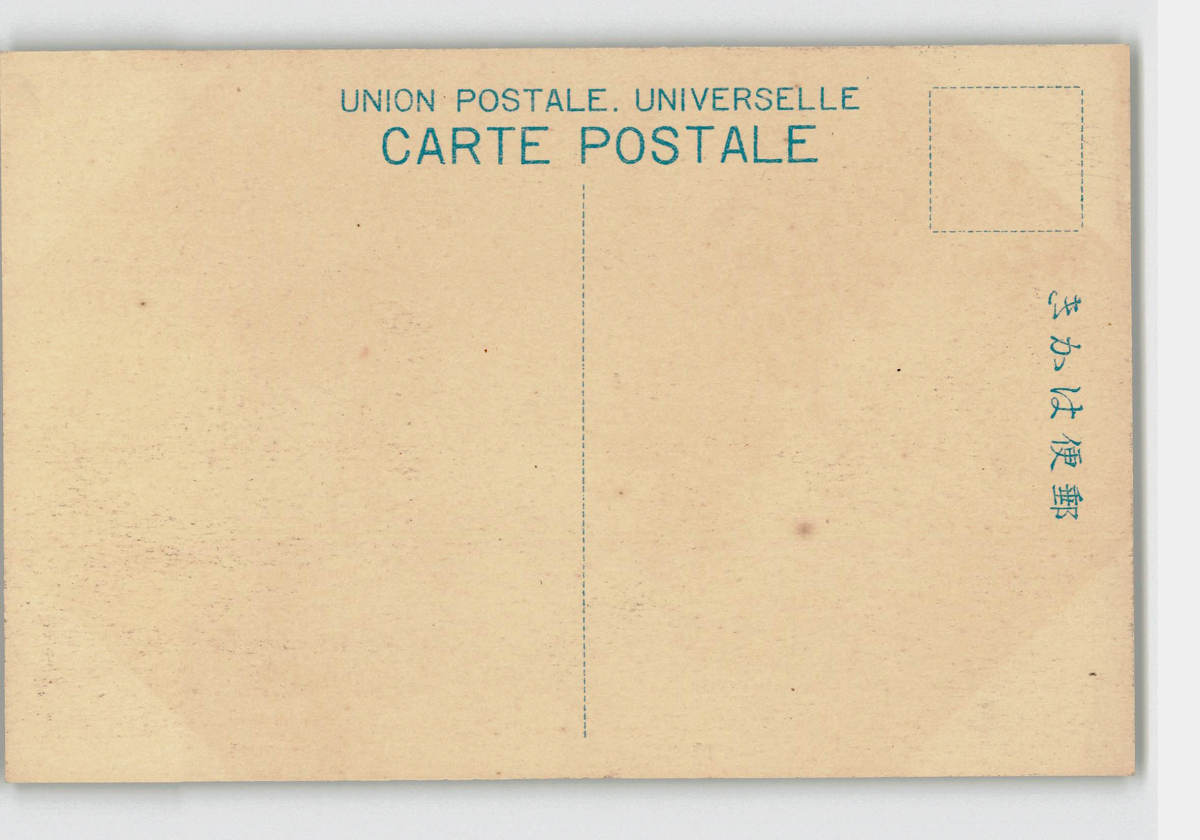 UNION POSTALE. UNIVERSELLE
CARTE POSTALE
郵便はかき